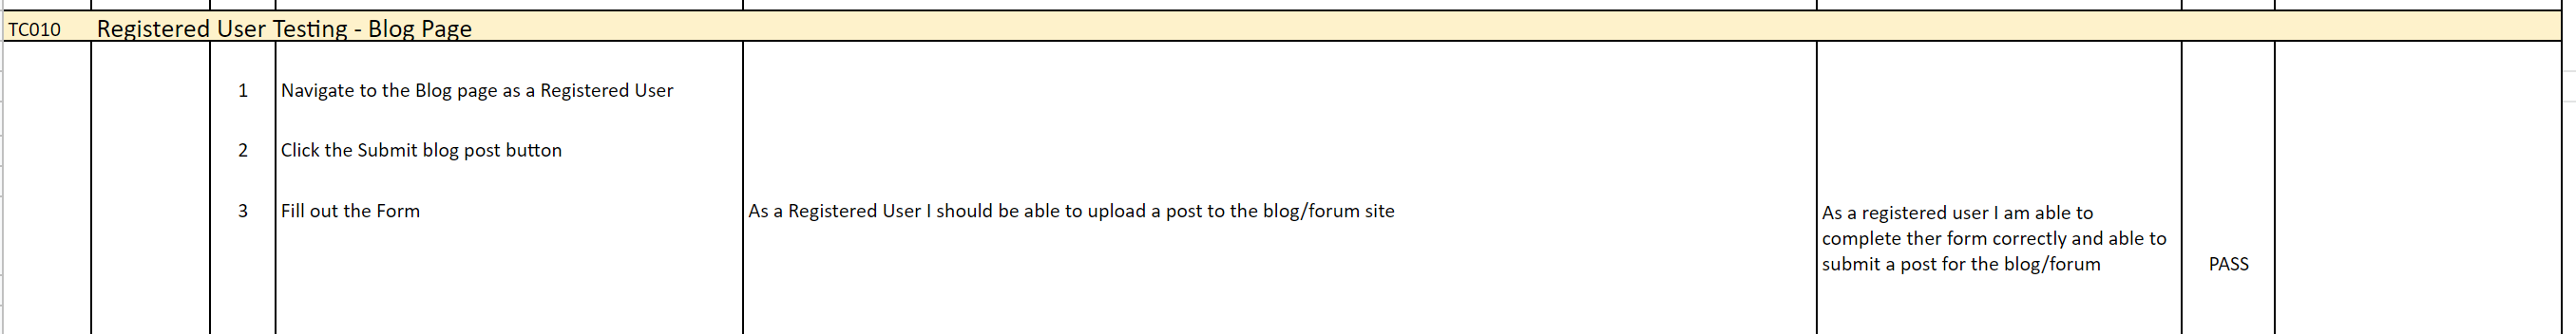 TC010 Registered User Testing - Blog Page
1 Navigate to the Blog page as a Registered User
2 Click the Submit blog post button
3 Fill out the Form As a Registered User I should be able to upload a post to the blog/forum site
As a registered user I am able to
complete ther form correctly and able to
submit a post for the blog/forum
PASS